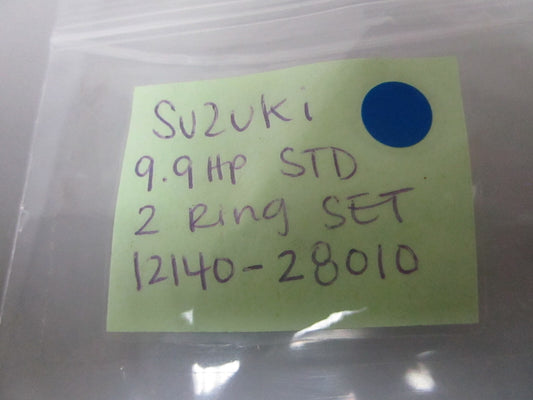 SUZUKi
9.9Hp STD
2 Ring SET
12140-28010